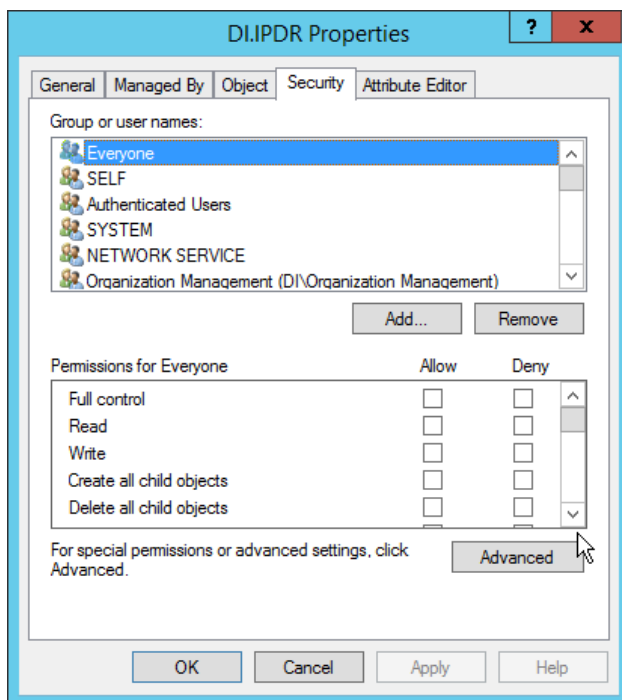 DI.IPDR Properties
?
x
General Managed By Object Security Attribute Editor
Group or user names:
Everyone
SELF
Authenticated Users
SYSTEM
NETWORK SERVICE
Organization Management (DI\Organization Management)
Add... Remove
Permissions for Everyone Allow Deny
Full control
Read
Write
Create all child objects
Delete all child objects
For special permissions or advanced settings, click
Advanced.
Advanced
OK Cancel Apply Help